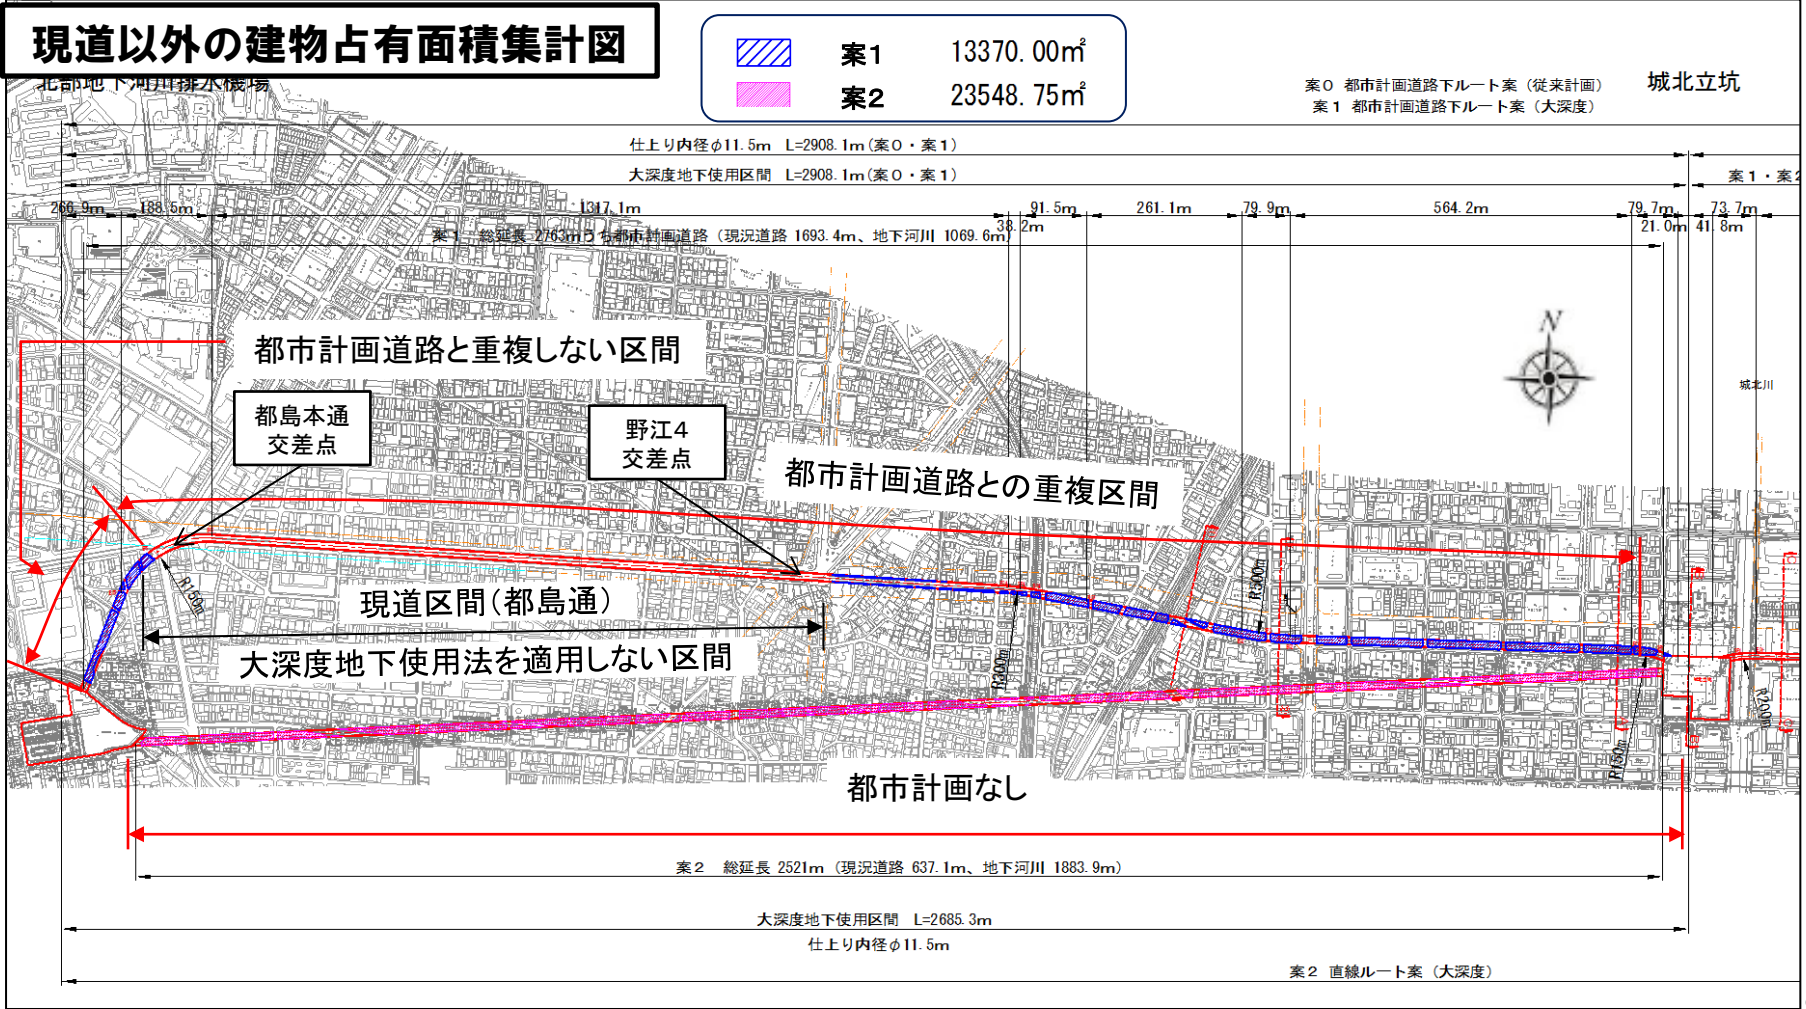 現道以外の建物占有面積集計図
案1 13370.00㎡
案2 23548.75㎡
北部地下河川排水機場
案0 都市計画道路下ルート案（従来計画）
案1 都市計画道路下ルート案（大深度）
城北立坑
仕上り内径φ11.5m L=2908.1m(案0・案1)
大深度地下使用区間 L=2908.1m(案0・案1)
案1・案2
266.9m 188.5m 1317.1m 91.5m 261.1m 79.9m 564.2m 79.7m 73.7m
38.2m 21.0m 41.8m
案1 総延長 2763mうち都市計画道路（現況道路 1693.4m、地下河川 1069.6m）
N
城北川
都市計画道路と重複しない区間
都島本通
交差点
野江4
交差点
都市計画道路との重複区間
R150m
R500m
現道区間（都島通）
大深度地下使用法を適用しない区間
R300m
R200m
R150m
都市計画なし
案2 総延長 2521m（現況道路 637.1m、地下河川 1883.9m）
大深度地下使用区間 L=2685.3m
仕上り内径φ11.5m
案2 直線ルート案（大深度）